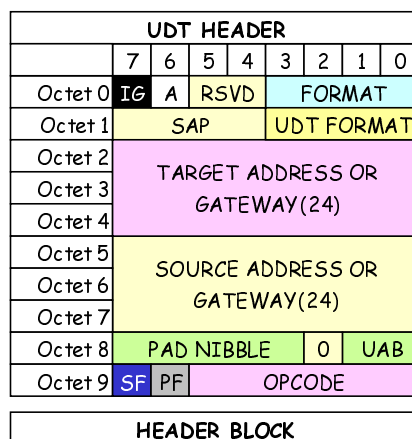 UDT HEADER
7 6 5 4 3 2 1 0
Octet 0 IG A RSVD FORMAT
Octet 1 SAP UDT FORMAT
Octet 2
TARGET ADDRESS OR
Octet 3
GATEWAY(24)
Octet 4
Octet 5
SOURCE ADDRESS OR
Octet 6
GATEWAY(24)
Octet 7
Octet 8 PAD NIBBLE 0 UAB
Octet 9 SF PF OPCODE
HEADER BLOCK